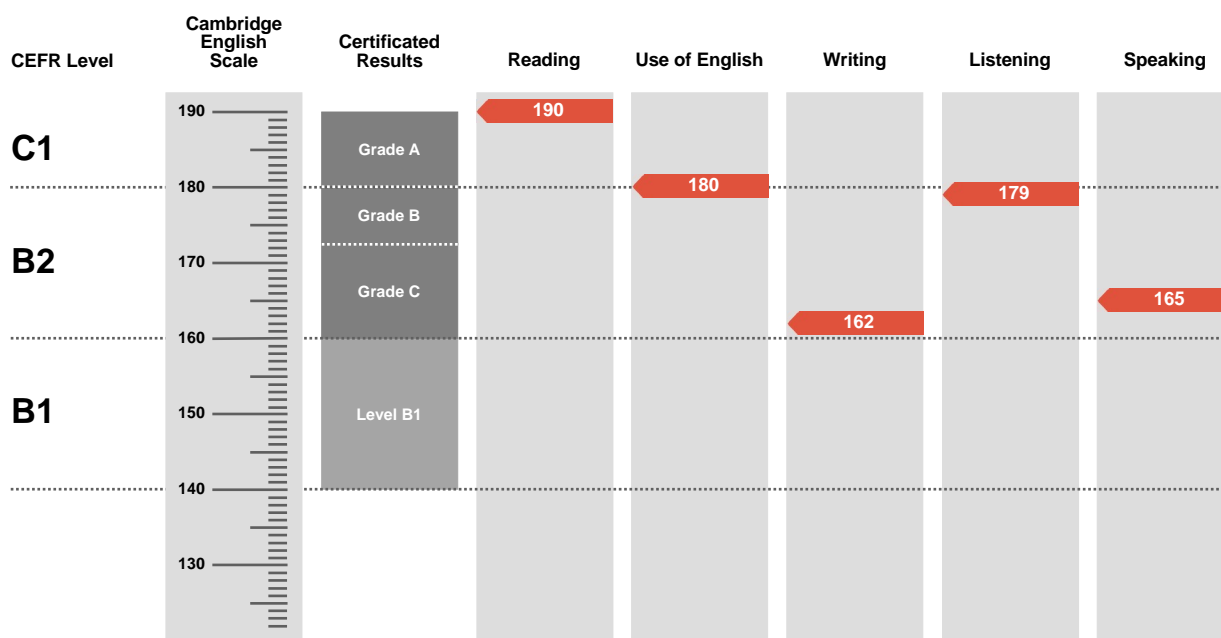 CEFR Level
Cambridge
English
Scale
Certificated
Results
Reading
Use of English
Writing
Listening
Speaking
190
190
C1
Grade A
180
180
179
Grade B
B2
170
Grade C
165
162
160
B1
150
Level B1
140
130